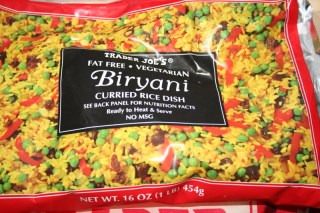 TRADER JOE'S®
FAT FREE • VEGETARIAN
Biryani
CURRIED RICE DISH
SEE BACK PANEL FOR NUTRITION FACTS
Ready to Heat & Serve
NO MSG
NET WT. 16 OZ (1 LB) 454g